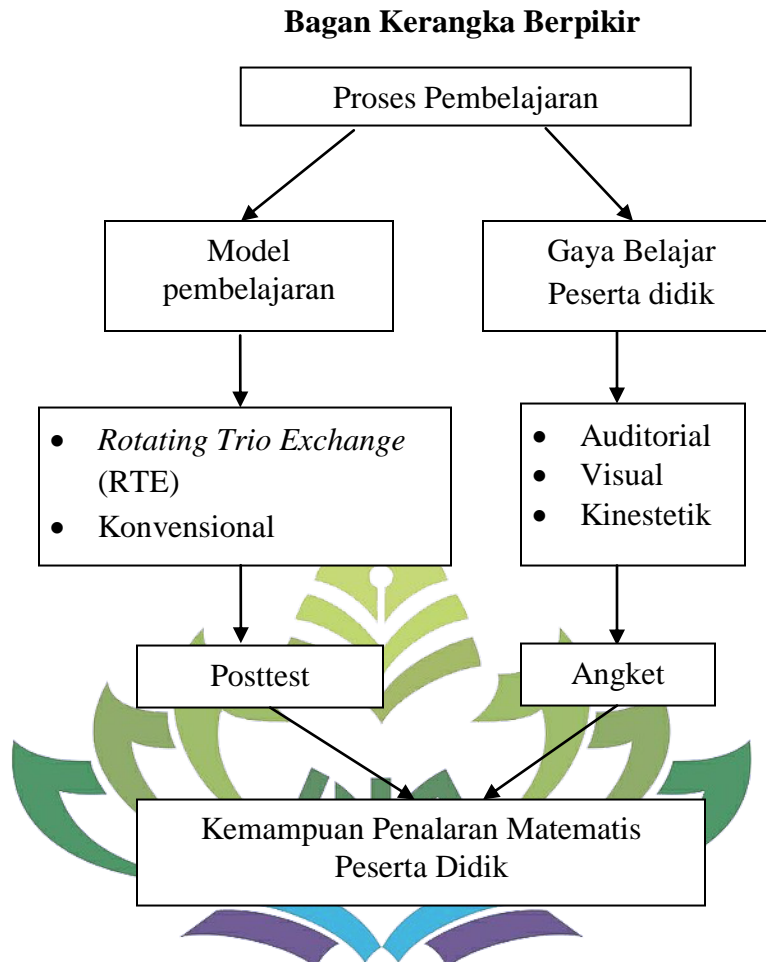 Bagan Kerangka Berpikir
Proses Pembelajaran
Model
pembelajaran
Gaya Belajar
Peserta didik
• Rotating Trio Exchange
(RTE)
• Konvensional
• Auditorial
• Visual
• Kinestetik
Posttest
Angket
Kemampuan Penalaran Matematis
Peserta Didik